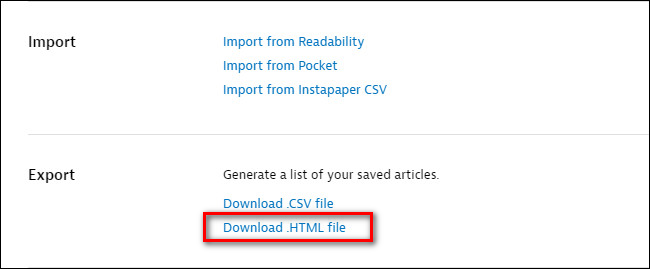 Import
Import from Readability
Import from Pocket
Import from Instapaper CSV
Export
Generate a list of your saved articles.
Download .CSV file
Download .HTML file